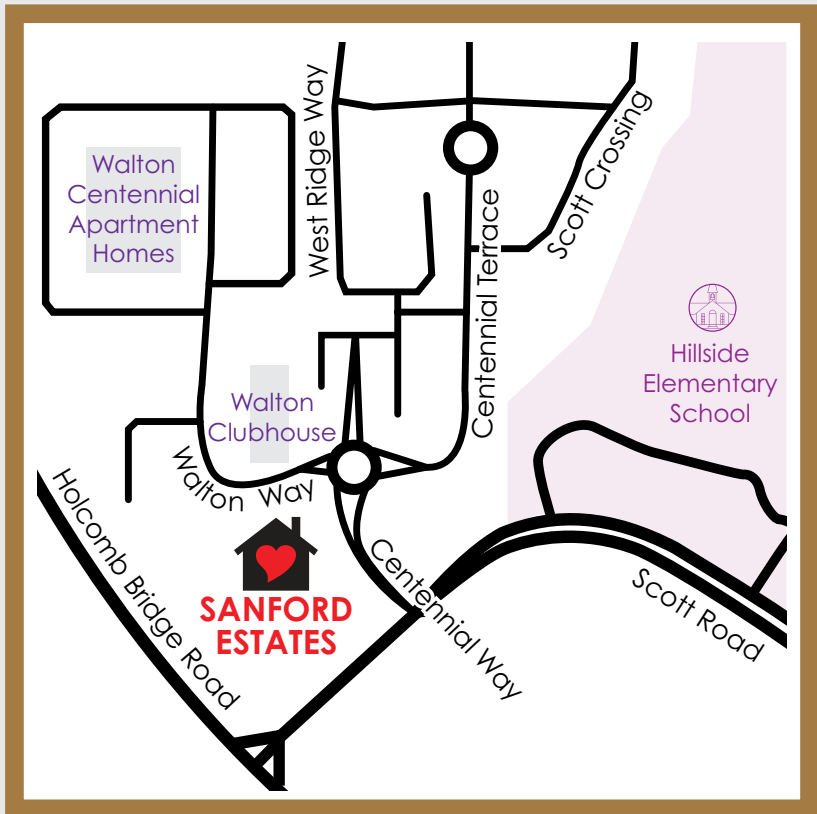 West Ridge Way
Scott Crossing
Walton
Centennial
Apartment
Homes
Centennial Terrace
Hillside
Elementary
School
Walton
Clubhouse
Walton Way
Holcomb Bridge Road
Centennial Way
Scott Road
SANFORD
ESTATES